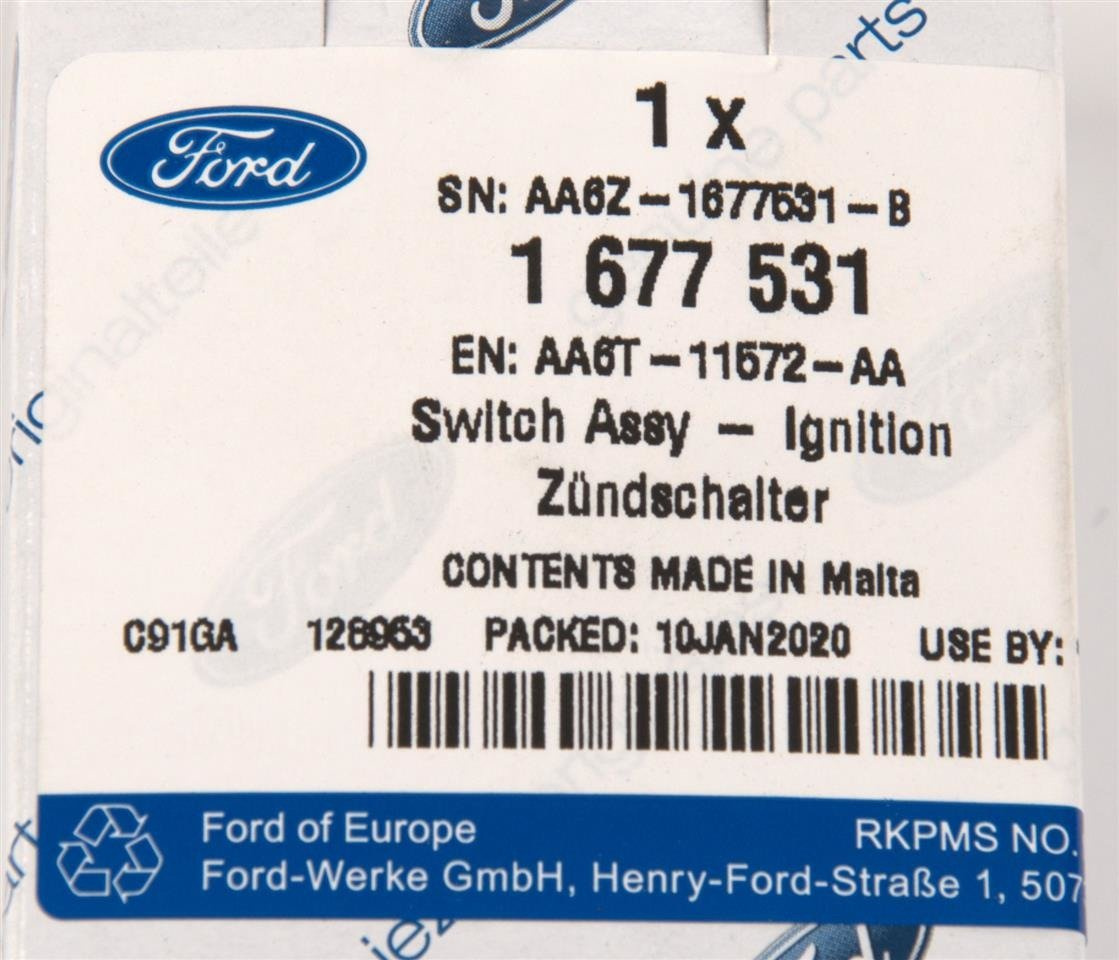 Ford
1 x
SN: AA6Z-1677531-B
1 677 531
EN: AA6T-11572-AA
Switch Assy - Ignition
Zündschalter
CONTENTS MADE IN Malta
C91GA 128953 PACKED: 10JAN2020 USE BY:
Ford of Europe RKPMS NO.
Ford-Werke GmbH, Henry-Ford-Straße 1, 507